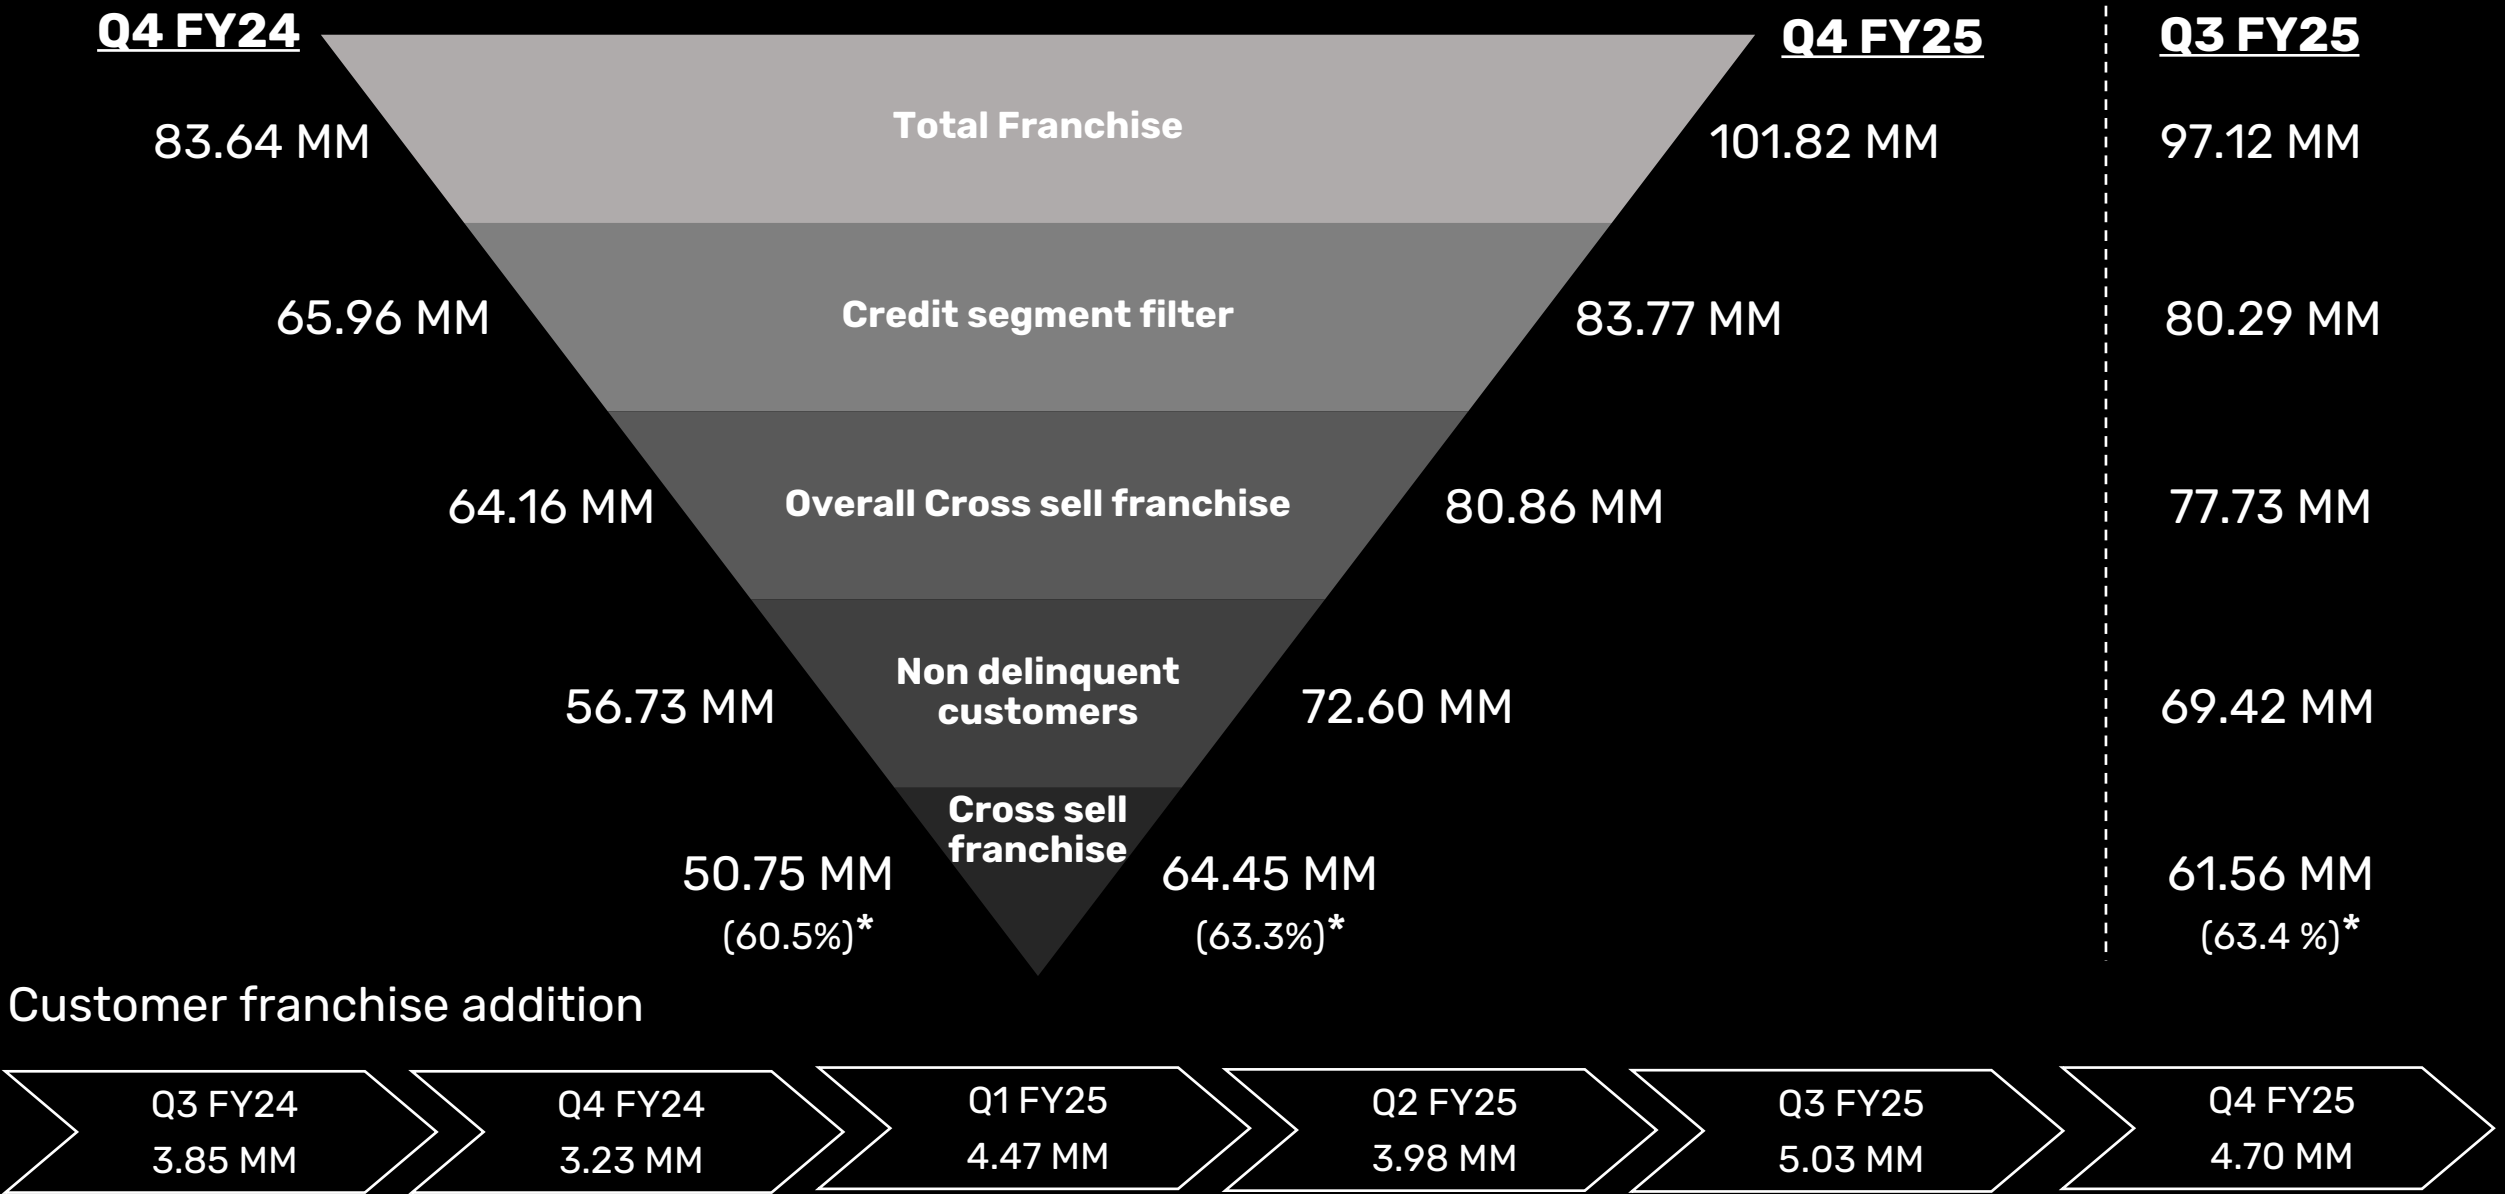 Q4 FY24
Q4 FY25
Q3 FY25
83.64 MM
Total Franchise
101.82 MM
97.12 MM
65.96 MM
Credit segment filter
83.77 MM
80.29 MM
64.16 MM
Overall Cross sell franchise
80.86 MM
77.73 MM
56.73 MM
Non delinquent
customers
72.60 MM
69.42 MM
Cross sell
franchise
50.75 MM
(60.5%)*
64.45 MM
(63.3%)*
61.56 MM
(63.4 %)*
Customer franchise addition
Q3 FY24
3.85 MM
Q4 FY24
3.23 MM
Q1 FY25
4.47 MM
Q2 FY25
3.98 MM
Q3 FY25
5.03 MM
Q4 FY25
4.70 MM